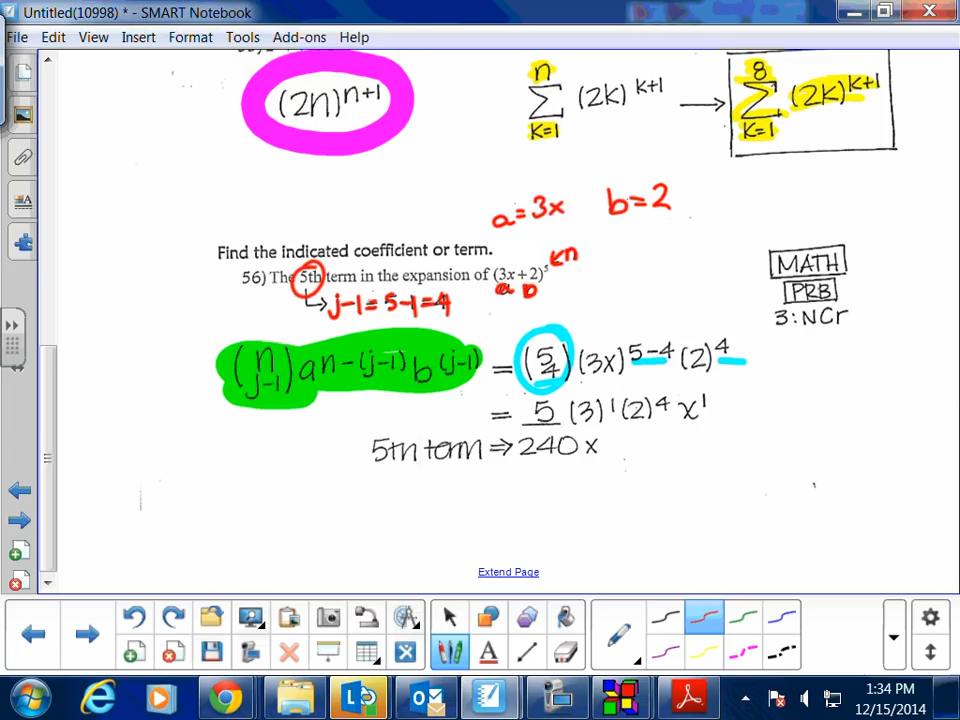 Untitled(10998) * - SMART Notebook
File Edit View Insert Format Tools Add-ons Help
(2n)^{n+1}
n ∑ k=1 (2k)^{k+1} → 8 ∑ k=1 (2k)^{k+1}
a=3x b=2
Find the indicated coefficient or term.
←n
56) The 5th term in the expansion of (3x + 2)^5
a b
↳ j-1=5-1=4
MATH
PRB
3:NCr
(n j-1) a^{n-(j-1)} b^{(j-1)} = (5 4) (3x)^{5-4} (2)^4
= 5 (3)^1 (2)^4 x^1
5th term ⇒ 240x
Extend Page
1:34 PM
12/15/2014